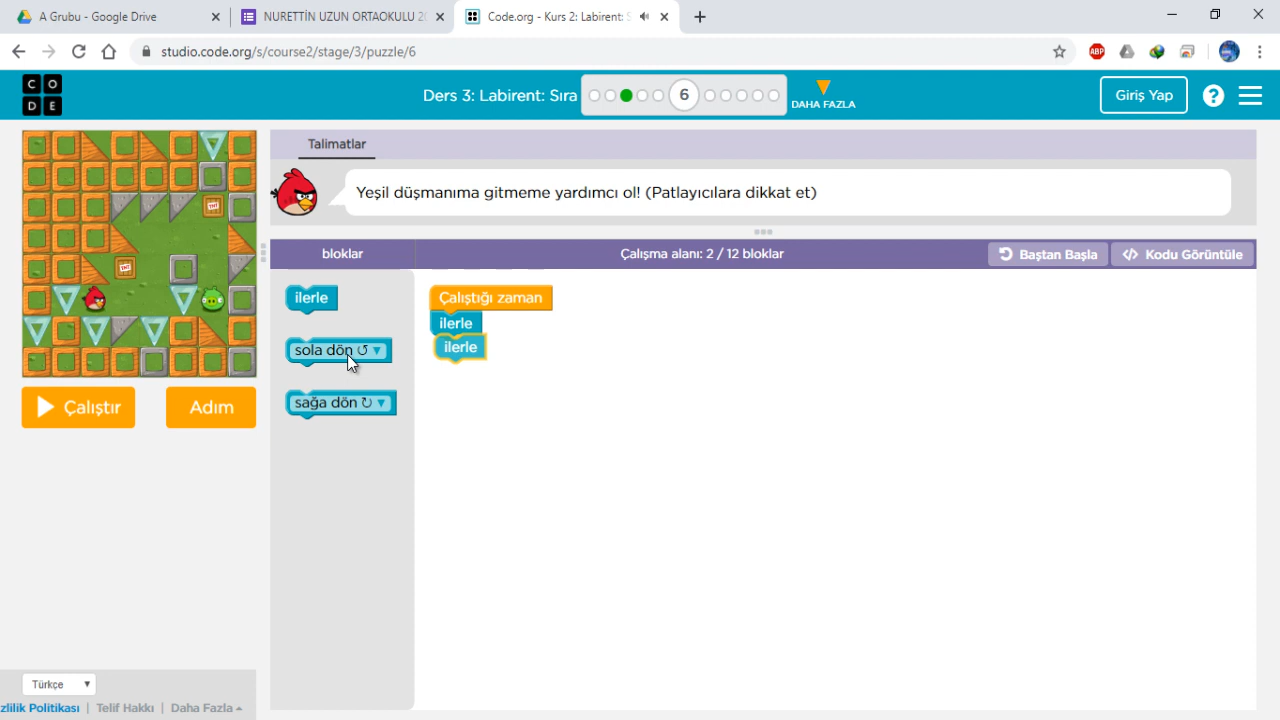 A Grubu - Google Drive
NURETTİN UZUN ORTAOKULU 2
Code.org - Kurs 2: Labirent: S
studio.code.org/s/course2/stage/3/puzzle/6
ABP
C O
D E
Ders 3: Labirent: Sıra
6
DAHA FAZLA
Giriş Yap
?
Talimatlar
Yeşil düşmanıma gitmeme yardımcı ol! (Patlayıcılara dikkat et)
bloklar
Çalışma alanı: 2 / 12 bloklar
Baştan Başla
</> Kodu Görüntüle
TNT
TNT
ilerle
sola dön
sağa dön
Çalıştığı zaman
ilerle
ilerle
Çalıştır
Adım
Türkçe
zlilik Politikası | Telif Hakkı | Daha Fazla